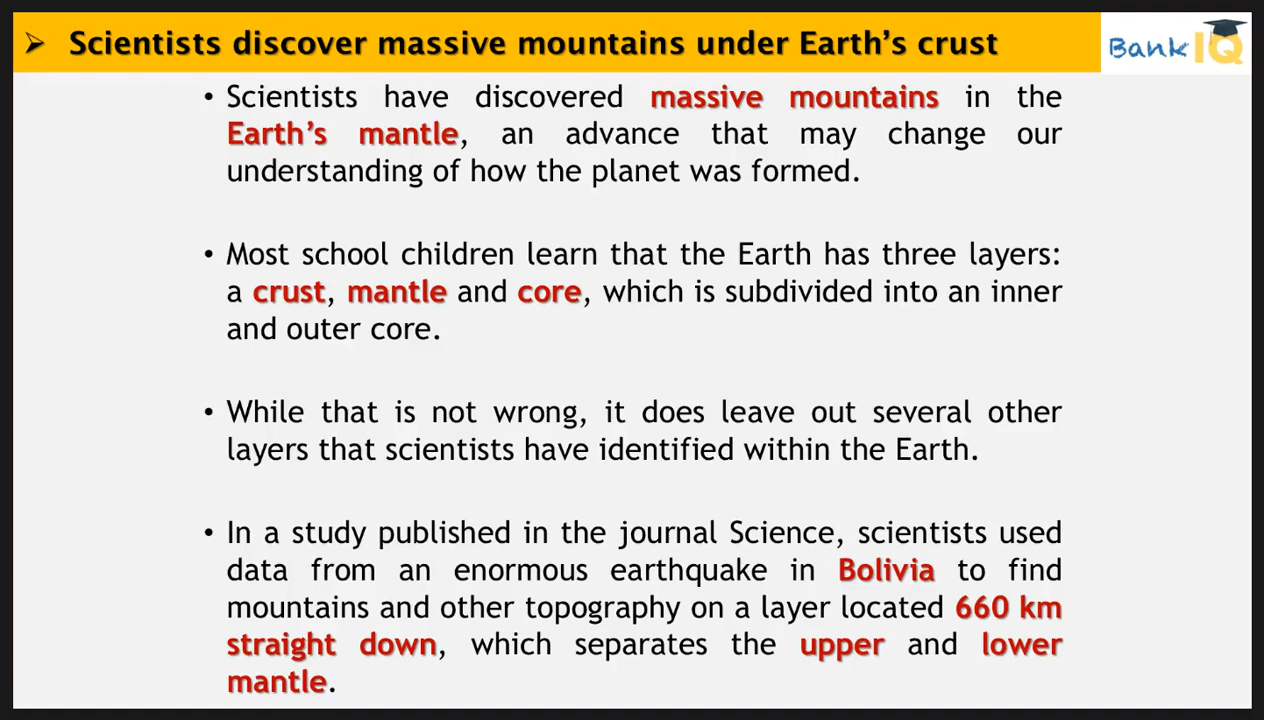 ➢ Scientists discover massive mountains under Earth's crust
Bank IQ
• Scientists have discovered massive mountains in the
Earth's mantle, an advance that may change our
understanding of how the planet was formed.
• Most school children learn that the Earth has three layers:
a crust, mantle and core, which is subdivided into an inner
and outer core.
• While that is not wrong, it does leave out several other
layers that scientists have identified within the Earth.
• In a study published in the journal Science, scientists used
data from an enormous earthquake in Bolivia to find
mountains and other topography on a layer located 660 km
straight down, which separates the upper and lower
mantle.